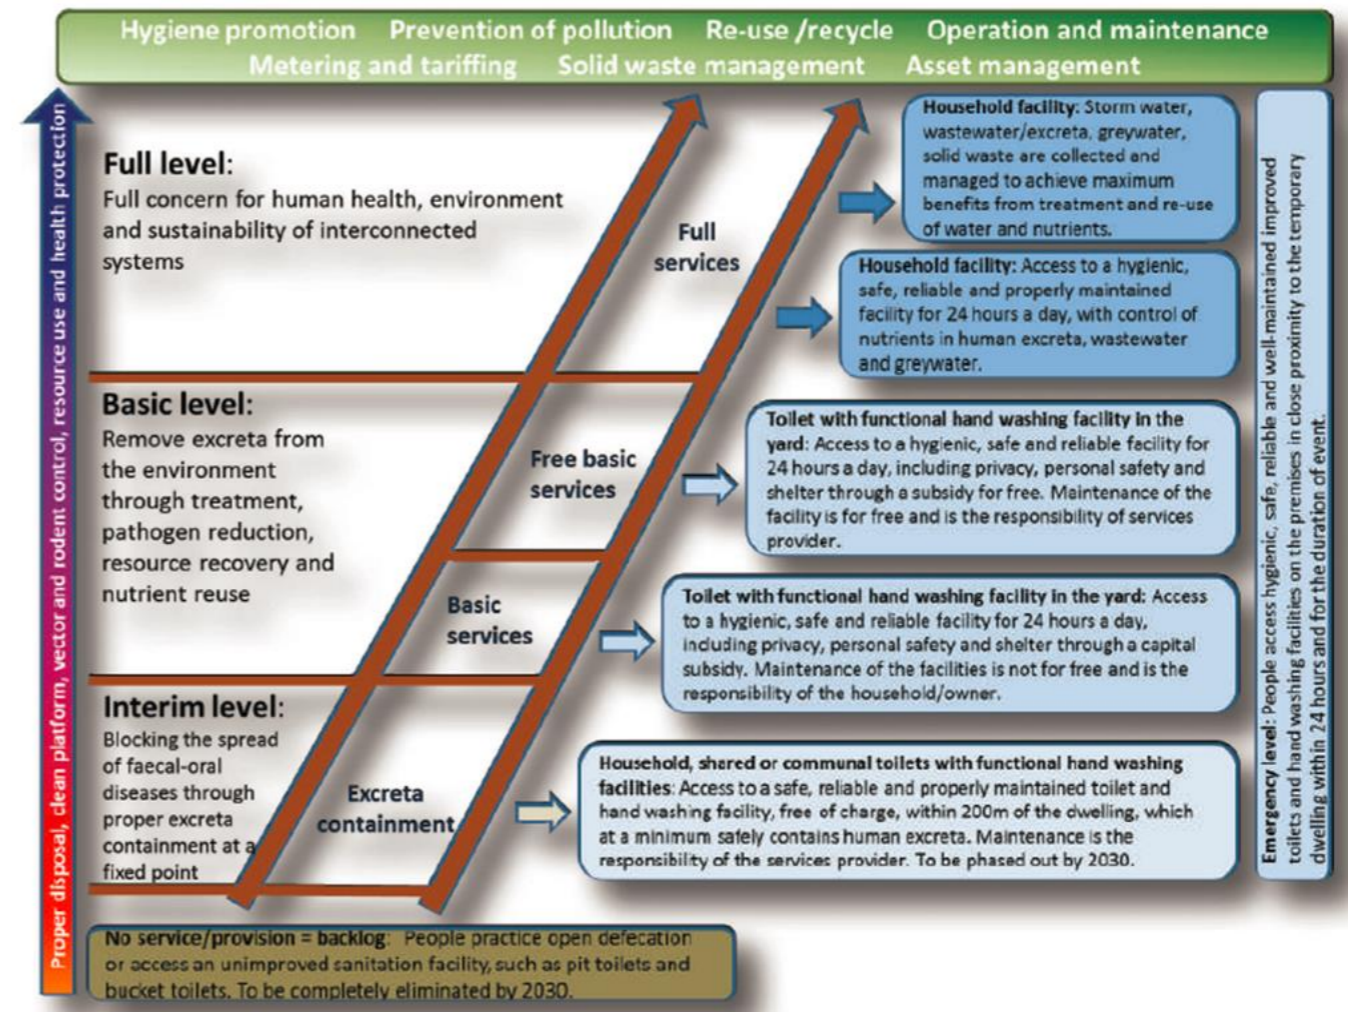 Hygiene promotion Prevention of pollution Re-use /recycle Operation and maintenance
Metering and tariffing Solid waste management Asset management
Proper disposal, clean platform, vector and rodent control, resource use and health protection
Full level:
Full concern for human health, environment
and sustainability of interconnected
systems
Full
services
Household facility: Storm water,
wastewater/excreta, greywater,
solid waste are collected and
managed to achieve maximum
benefits from treatment and re-use
of water and nutrients.
Household facility: Access to a hygienic,
safe, reliable and properly maintained
facility for 24 hours a day, with control of
nutrients in human excreta, wastewater
and greywater.
Basic level:
Remove excreta from
the environment
through treatment,
pathogen reduction,
resource recovery and
nutrient reuse
Free basic
services
Toilet with functional hand washing facility in the
yard: Access to a hygienic, safe and reliable facility for
24 hours a day, including privacy, personal safety and
shelter through a subsidy for free. Maintenance of the
facility is for free and is the responsibility of services
provider.
Basic
services
Toilet with functional hand washing facility in the yard: Access
to a hygienic, safe and reliable facility for 24 hours a day,
including privacy, personal safety and shelter through a capital
subsidy. Maintenance of the facilities is not for free and is the
responsibility of the household/owner.
Interim level:
Blocking the spread
of faecal-oral
diseases through
proper excreta
containment at a
fixed point
Excreta
containment
Household, shared or communal toilets with functional hand washing
facilities: Access to a safe, reliable and properly maintained toilet and
hand washing facility, free of charge, within 200m of the dwelling, which
at a minimum safely contains human excreta. Maintenance is the
responsibility of the services provider. To be phased out by 2030.
Emergency level: People access hygienic, safe, reliable and well-maintained improved
toilets and hand washing facilities on the premises in close proximity to the temporary
dwelling within 24 hours and for the duration of event.
No service/provision = backlog: People practice open defecation
or access an unimproved sanitation facility, such as pit toilets and
bucket toilets. To be completely eliminated by 2030.